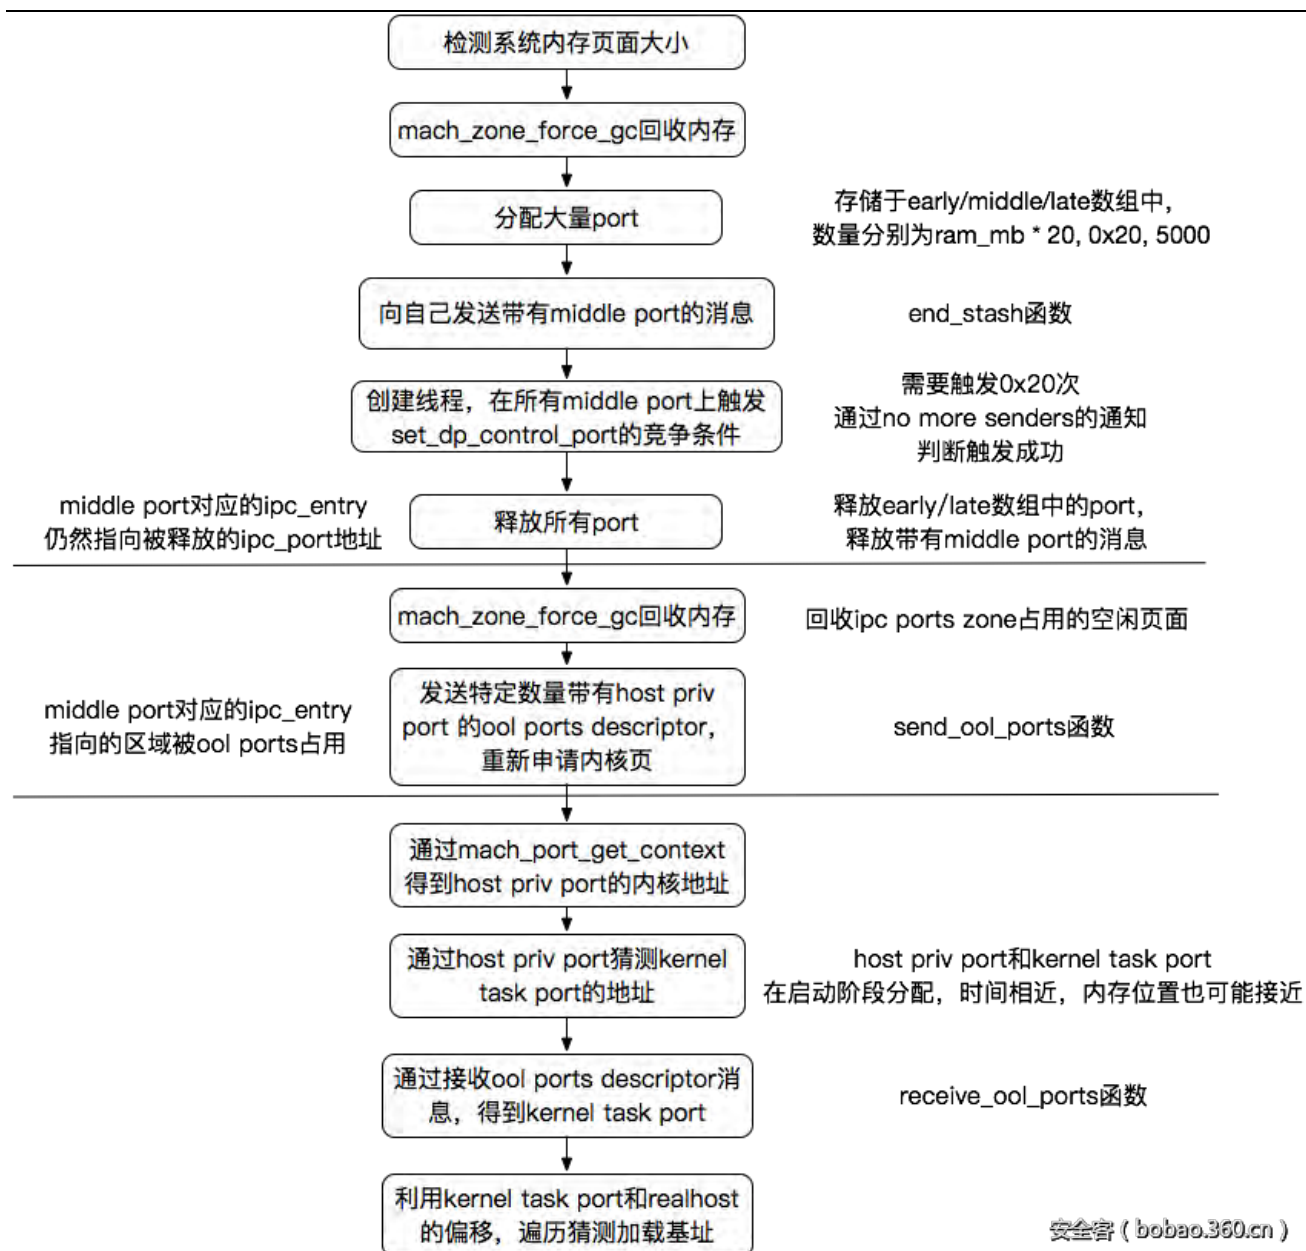 检测系统内存页面大小
mach_zone_force_gc回收内存
分配大量port
存储于early/middle/late数组中，
数量分别为ram_mb * 20, 0x20, 5000
向自己发送带有middle port的消息
end_stash函数
创建线程，在所有middle port上触发
set_dp_control_port的竞争条件
需要触发0x20次
通过no more senders的通知
判断触发成功
middle port对应的ipc_entry
仍然指向被释放的ipc_port地址
释放所有port
释放early/late数组中的port，
释放带有middle port的消息
mach_zone_force_gc回收内存
回收ipc ports zone占用的空闲页面
middle port对应的ipc_entry
指向的区域被ool ports占用
发送特定数量带有host priv
port 的ool ports descriptor，
重新申请内核页
send_ool_ports函数
通过mach_port_get_context
得到host priv port的内核地址
通过host priv port猜测kernel
task port的地址
host priv port和kernel task port
在启动阶段分配，时间相近，内存位置也可能接近
通过接收ool ports descriptor消
息，得到kernel task port
receive_ool_ports函数
利用kernel task port和realhost
的偏移，遍历猜测加载基址
安全客（bobao.360.cn）